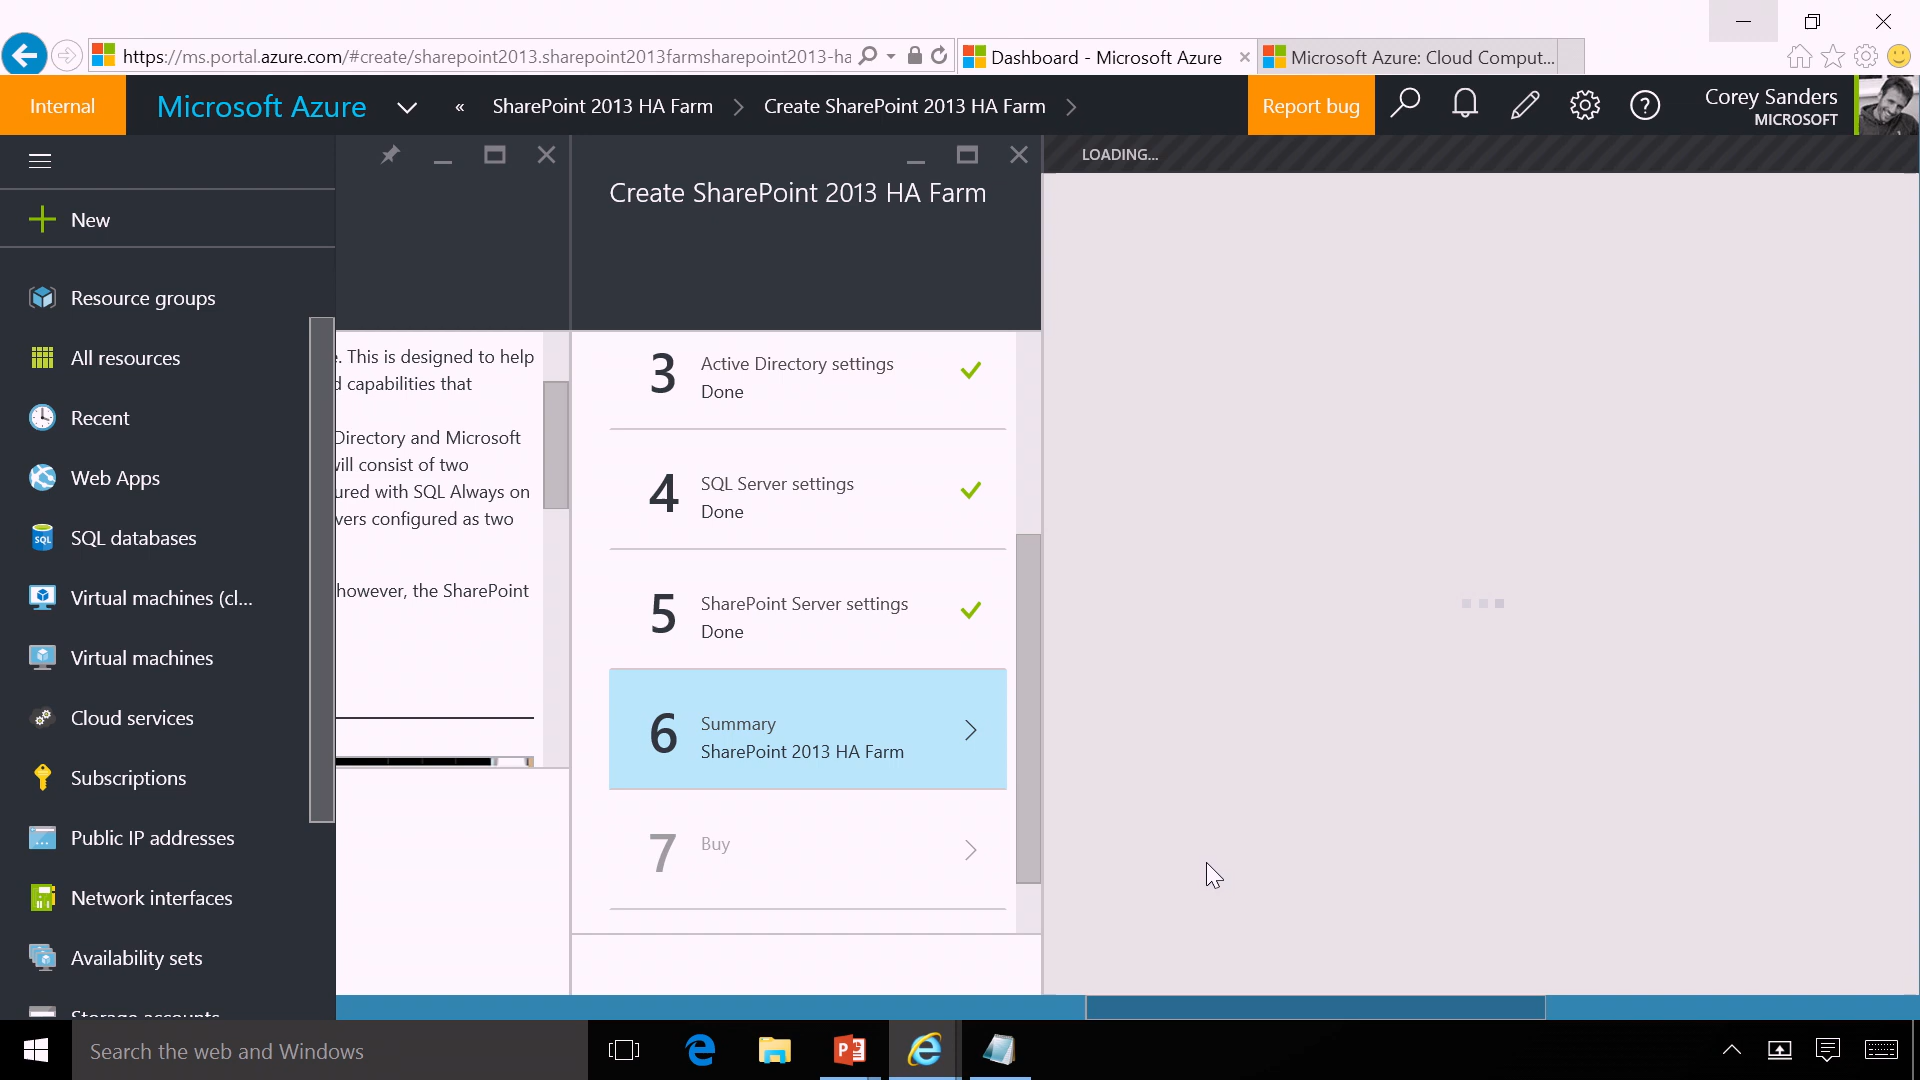 https://ms.portal.azure.com/#create/sharepoint2013.sharepoint2013farmsharepoint2013-ha
Dashboard - Microsoft Azure
Microsoft Azure: Cloud Comput...
Internal
Microsoft Azure
«
SharePoint 2013 HA Farm
Create SharePoint 2013 HA Farm
Report bug
Corey Sanders
MICROSOFT
New
Resource groups
All resources
Recent
Web Apps
SQL databases
Virtual machines (cl...
Virtual machines
Cloud services
Subscriptions
Public IP addresses
Network interfaces
Availability sets
Storage accounts
. This is designed to help
d capabilities that
Directory and Microsoft
will consist of two
ured with SQL Always on
vers configured as two
however, the SharePoint
Create SharePoint 2013 HA Farm
3 Active Directory settings
Done
4 SQL Server settings
Done
5 SharePoint Server settings
Done
6 Summary
SharePoint 2013 HA Farm
7 Buy
LOADING...
Search the web and Windows